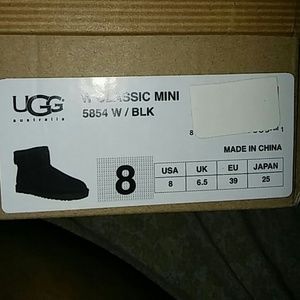 UGG
australia
W CLASSIC MINI
5854 W / BLK
MADE IN CHINA
8
USA UK EU JAPAN
8 6.5 39 25